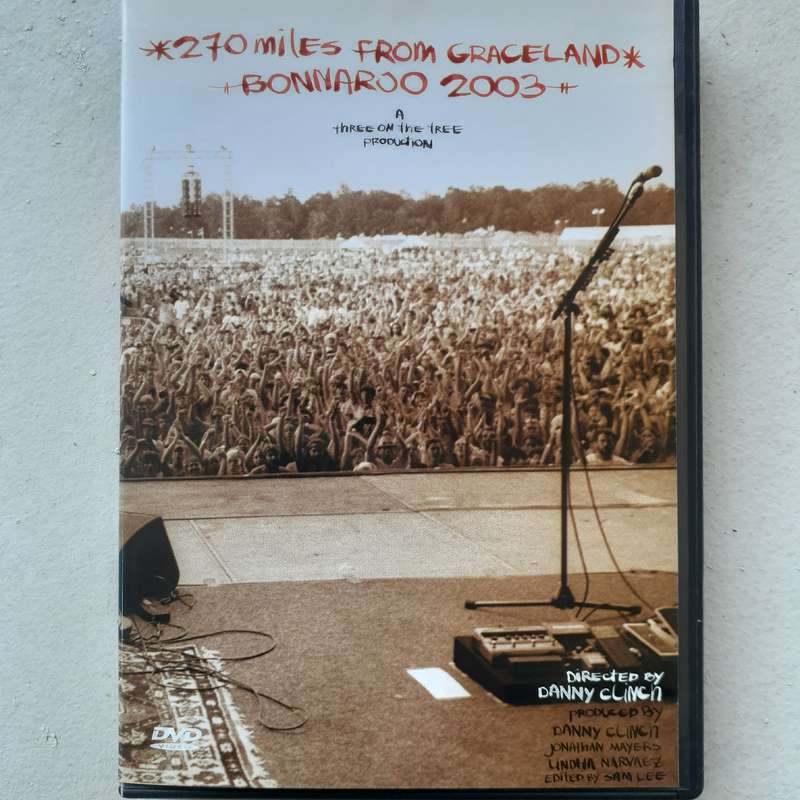 *270 miles FROM GRACELAND*
BONNAROO 2003
A
three ON the TREE
PRODUCTION
DIRECTED BY
DANNY CLINCH
PRODUCED BY
DANNY CLINCH
JONATHAN MAYERS
LINDHA NARVAEZ
EDITED BY SAM LEE
DVD
VIDEO